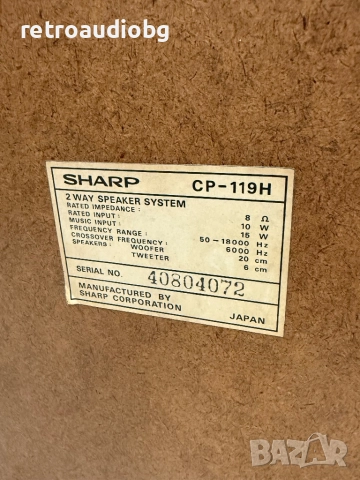 retroaudiobg
SHARP CP-119H
2 WAY SPEAKER SYSTEM
RATED IMPEDANCE: 8 Ω
RATED INPUT: 10 W
MUSIC INPUT: 15 W
FREQUENCY RANGE: 50-18000 Hz
CROSSOVER FREQUENCY: 6000 Hz
SPEAKERS: WOOFER 20 cm
TWEETER 6 cm
SERIAL NO. 40804072
MANUFACTURED BY
SHARP CORPORATION JAPAN
BAZAR
bg